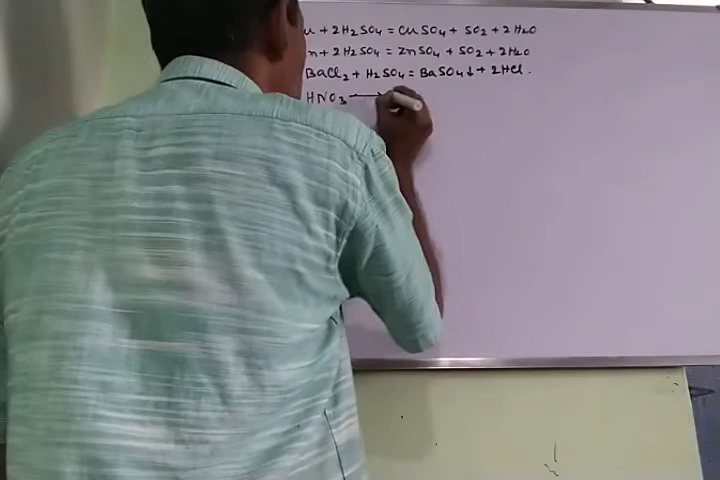 u + 2H₂SO₄ = CuSO₄ + SO₂ + 2H₂O
n + 2H₂SO₄ = ZnSO₄ + SO₂ + 2H₂O
BaCl₂ + H₂SO₄ = BaSO₄↓ + 2HCl.
HNO₃ →